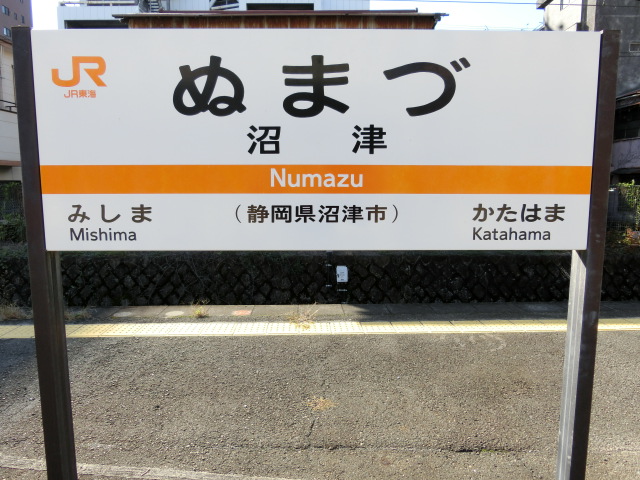 JR
JR東海
ぬまづ
沼津
Numazu
みしま
Mishima
（静岡県沼津市）
かたはま
Katahama